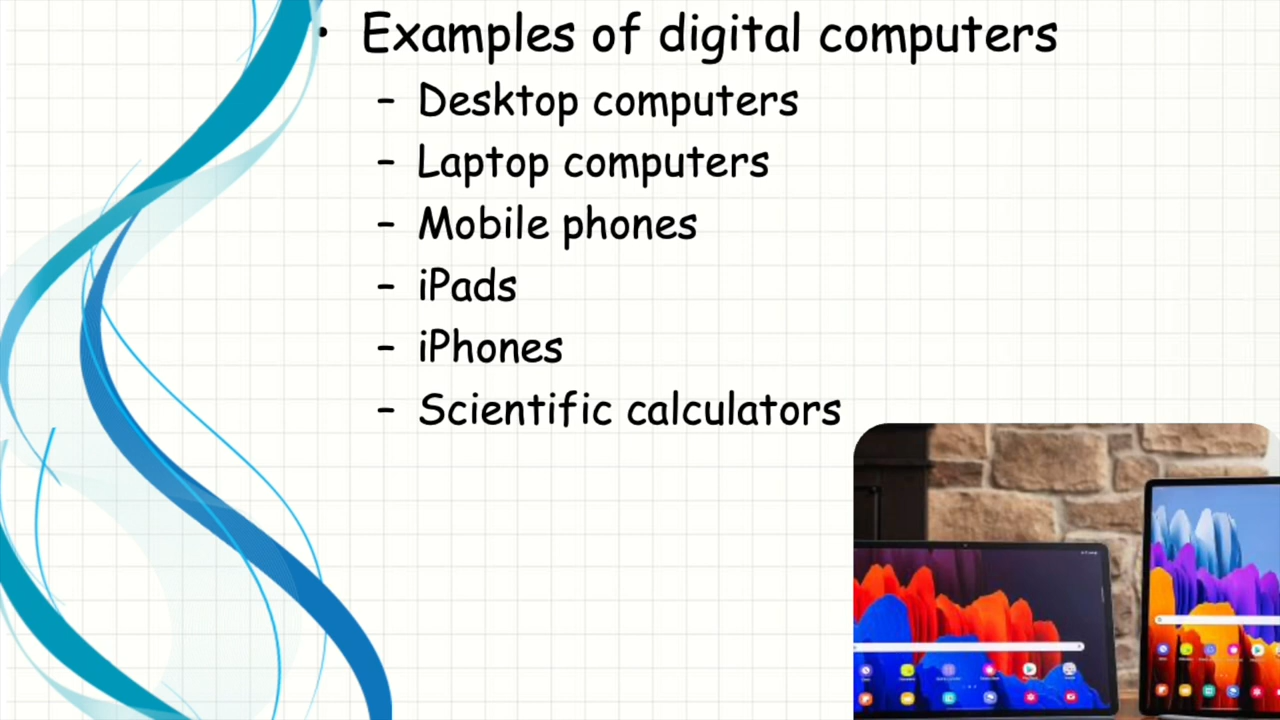 • Examples of digital computers
– Desktop computers
– Laptop computers
– Mobile phones
– iPads
– iPhones
– Scientific calculators